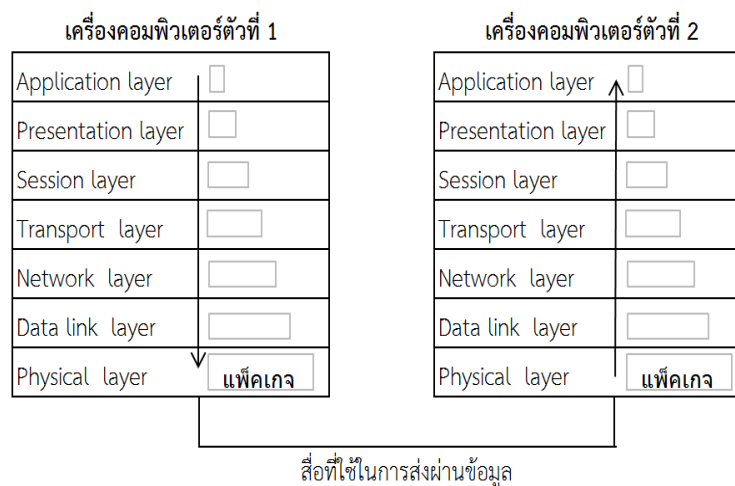 เครื่องคอมพิวเตอร์ตัวที่ 1
Application layer
Presentation layer
Session layer
Transport layer
Network layer
Data link layer
Physical layer
แพ็คเกจ
เครื่องคอมพิวเตอร์ตัวที่ 2
Application layer
Presentation layer
Session layer
Transport layer
Network layer
Data link layer
Physical layer
แพ็คเกจ
สื่อที่ใช้ในการส่งผ่านข้อมูล